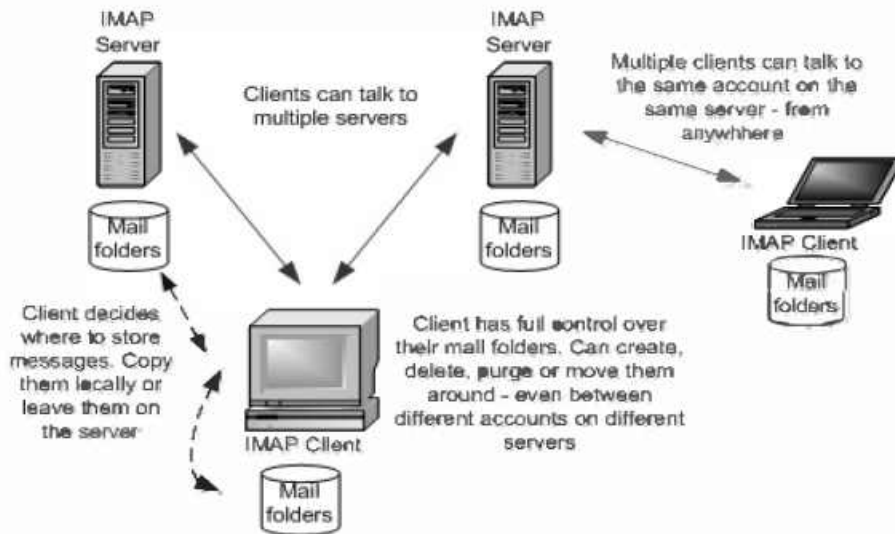 IMAP
Server
IMAP
Server
Clients can talk to
multiple servers
Multiple clients can talk to
the same account on the
same server - from
anywhhere
Mail
folders
Mail
folders
IMAP Client
Mail
folders
Client decides
where to store
messages. Copy
them locally or
leave them on
the server
Client has full control over
their mail folders. Can create,
delete, purge or move them
around - even between
different accounts on different
servers
IMAP Client
Mail
folders